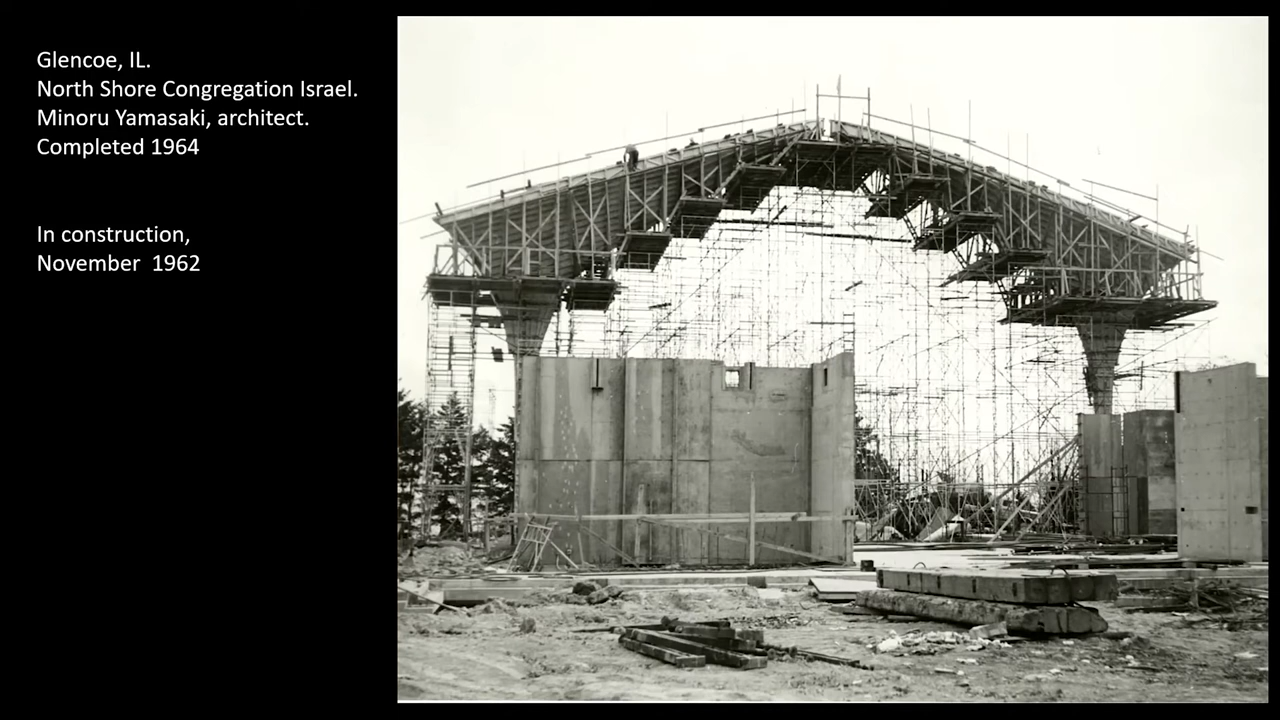 Glencoe, IL.
North Shore Congregation Israel.
Minoru Yamasaki, architect.
Completed 1964
In construction,
November 1962